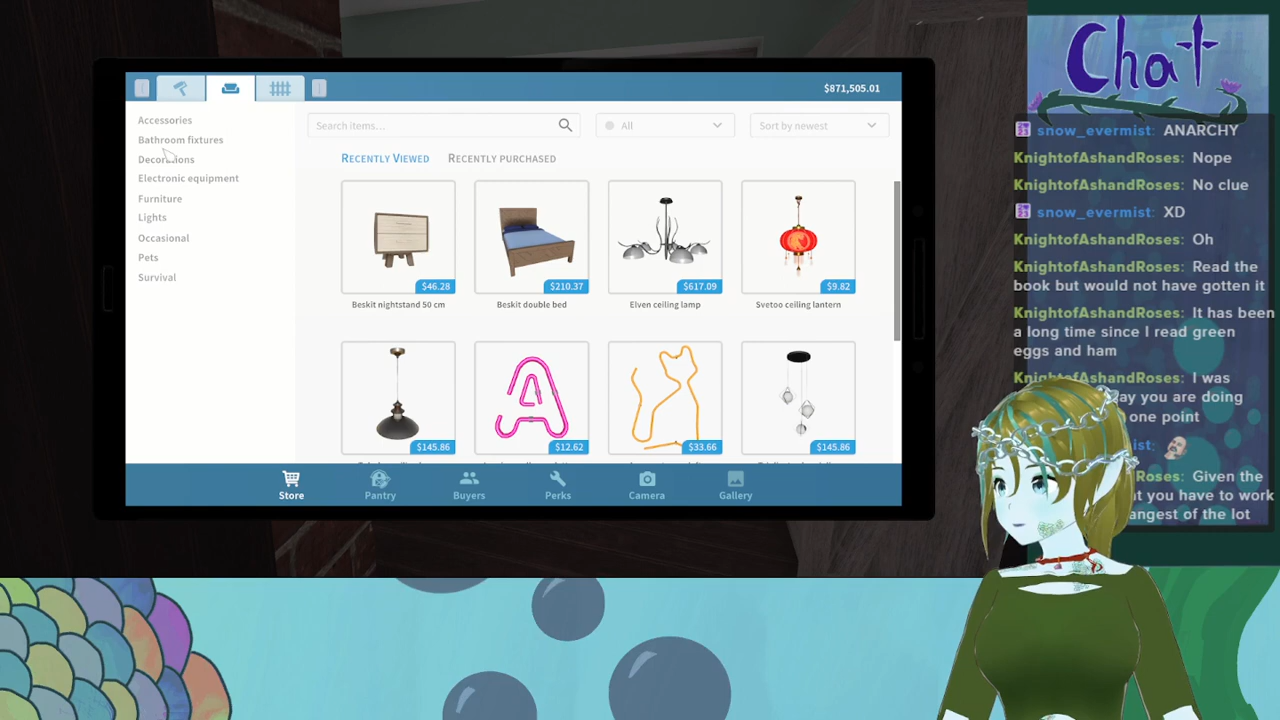 $871,505.01
Accessories
Bathroom fixtures
Decorations
Electronic equipment
Furniture
Lights
Occasional
Pets
Survival
Search items...
All
Sort by newest
RECENTLY VIEWED
RECENTLY PURCHASED
$46.28
$210.37
$617.09
$9.82
Beskit nightstand 50 cm
Beskit double bed
Elven ceiling lamp
Svetoo ceiling lantern
A
$145.86
$12.62
$33.66
$145.86
Store
Pantry
Buyers
Perks
Camera
Gallery
Chat
snow_evermist: ANARCHY
KnightofAshandRoses: Nope
KnightofAshandRoses: No clue
snow_evermist: XD
KnightofAshandRoses: Oh
KnightofAshandRoses: Read the
book but would not have gotten it
KnightofAshandRoses: It has been
a long time since I read green
eggs and ham
KnightofAshandRoses: I was
ay you are doing
one point
ist:
Roses: Given the
t you have to work
angest of the lot